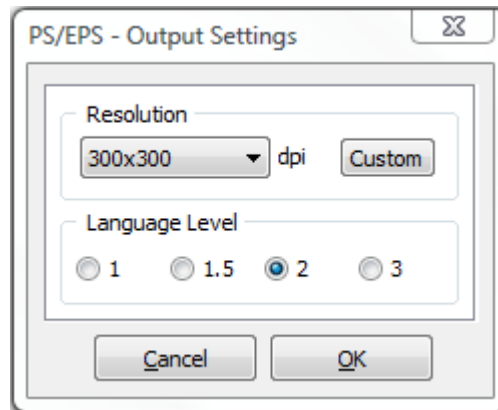 PS/EPS - Output Settings
Resolution
300x300 dpi Custom
Language Level
1 1.5 2 3
Cancel OK